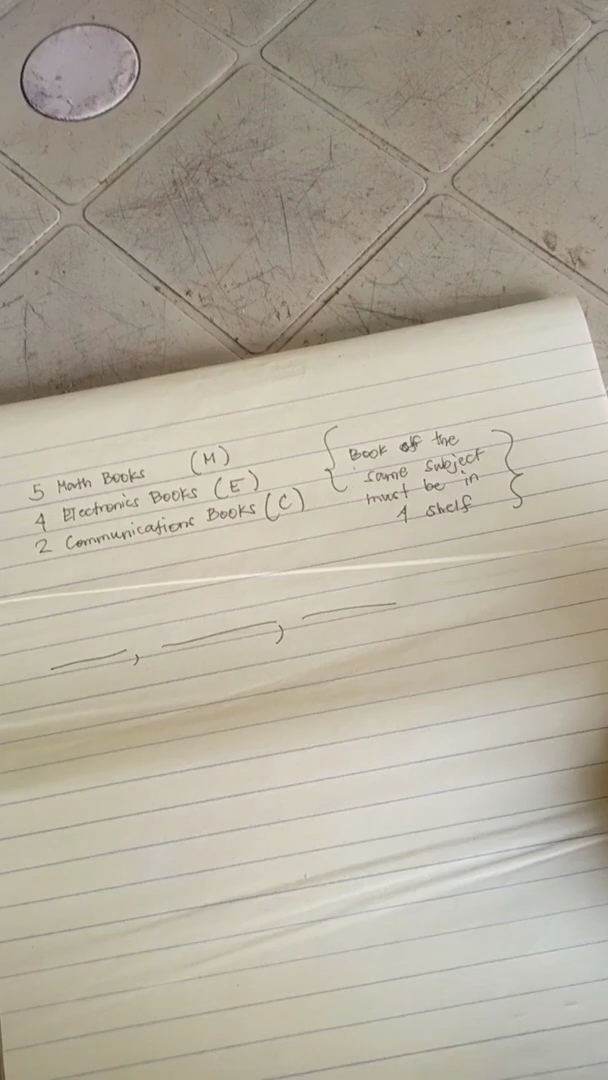 5 Math Books (M)
4 Electronics Books (E)
2 Communications Books (C)
{ Book of the
same subject
must be in
1 shelf }